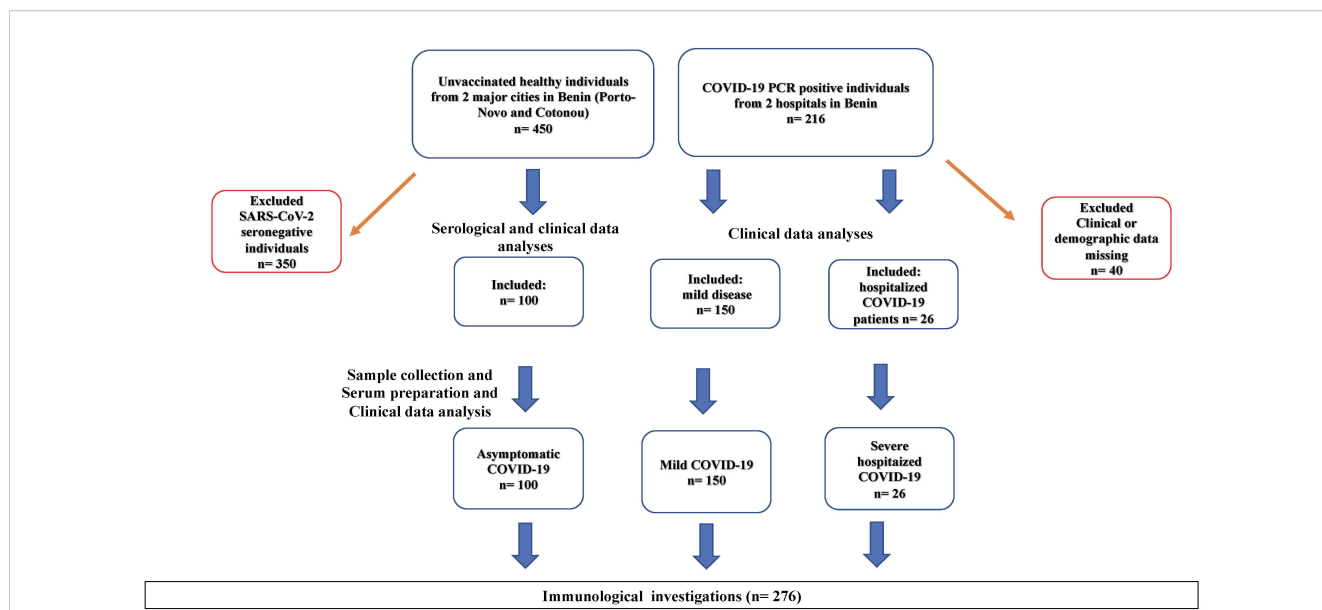 Unvaccinated healthy individuals
from 2 major cities in Benin (Porto-
Novo and Cotonou)
n= 450
COVID-19 PCR positive individuals
from 2 hospitals in Benin
n= 216
Excluded
SARS-CoV-2
seronegative
individuals
n= 350
Excluded
Clinical or
demographic data
missing
n= 40
Serological and clinical data
analyses
Clinical data analyses
Included:
n= 100
Included:
mild disease
n= 150
Included:
hospitalized
COVID-19
patients n= 26
Sample collection and
Serum preparation and
Clinical data analysis
Asymptomatic
COVID-19
n= 100
Mild COVID-19
n= 150
Severe
hospitaized
COVID-19
n= 26
Immunological investigations (n= 276)